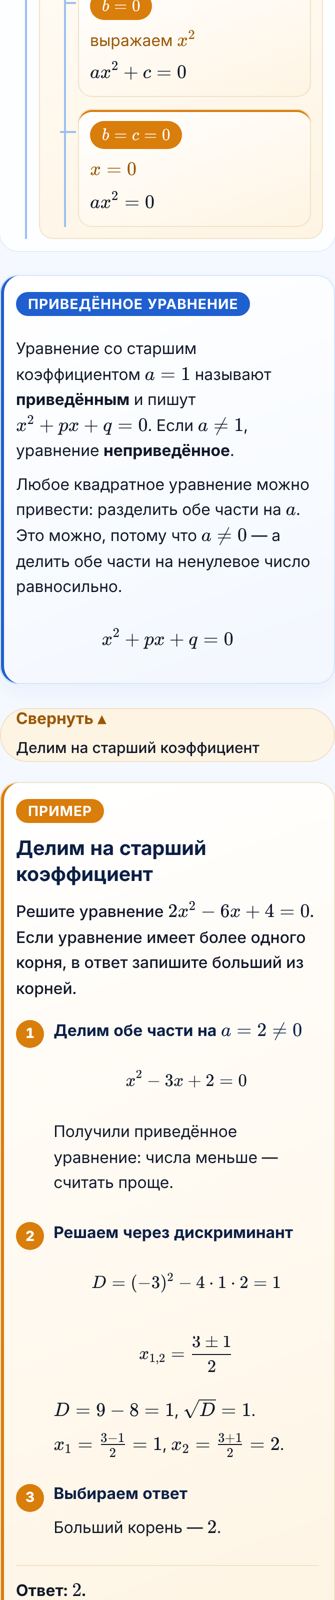 b = 0
выражаем x²
ax² + c = 0
b = c = 0
x = 0
ax² = 0
ПРИВЕДЁННОЕ УРАВНЕНИЕ
Уравнение со старшим
коэффициентом a = 1 называют
приведённым и пишут
x² + px + q = 0. Если a ≠ 1,
уравнение неприведённое.
Любое квадратное уравнение можно
привести: разделить обе части на a.
Это можно, потому что a ≠ 0 — а
делить обе части на ненулевое число
равносильно.
x² + px + q = 0
Свернуть ▴
Делим на старший коэффициент
ПРИМЕР
Делим на старший
коэффициент
Решите уравнение 2x² − 6x + 4 = 0.
Если уравнение имеет более одного
корня, в ответ запишите больший из
корней.
1 Делим обе части на a = 2 ≠ 0
x² − 3x + 2 = 0
Получили приведённое
уравнение: числа меньше —
считать проще.
2 Решаем через дискриминант
D = (−3)² − 4 · 1 · 2 = 1
x₁,₂ = (3 ± 1)/2
D = 9 − 8 = 1, √D = 1.
x₁ = (3−1)/2 = 1, x₂ = (3+1)/2 = 2.
3 Выбираем ответ
Больший корень — 2.
Ответ: 2.